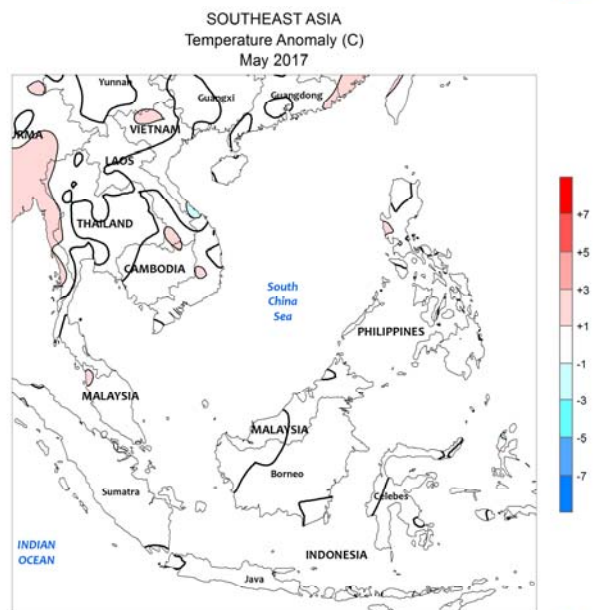 SOUTHEAST ASIA
Temperature Anomaly (C)
May 2017
Yunnan
Guangxi
Guangdong
VIETNAM
RMA
LAOS
THAILAND
CAMBODIA
South
China
Sea
PHILIPPINES
MALAYSIA
MALAYSIA
Borneo
Sumatra
Celebes
INDIAN
OCEAN
INDONESIA
Java
+7
+5
+3
+1
-1
-3
-5
-7